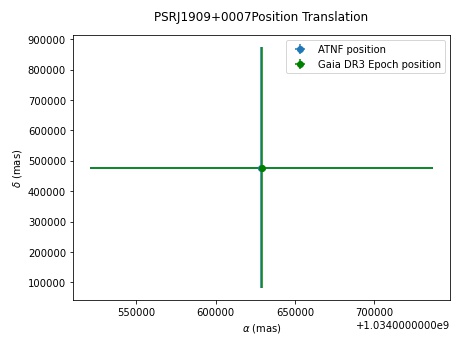 PSRJ1909+0007Position Translation
900000
800000
700000
600000
500000
400000
300000
200000
100000
δ (mas)
ATNF position
Gaia DR3 Epoch position
550000
600000
650000
700000
α (mas)
+1.0340000000e9